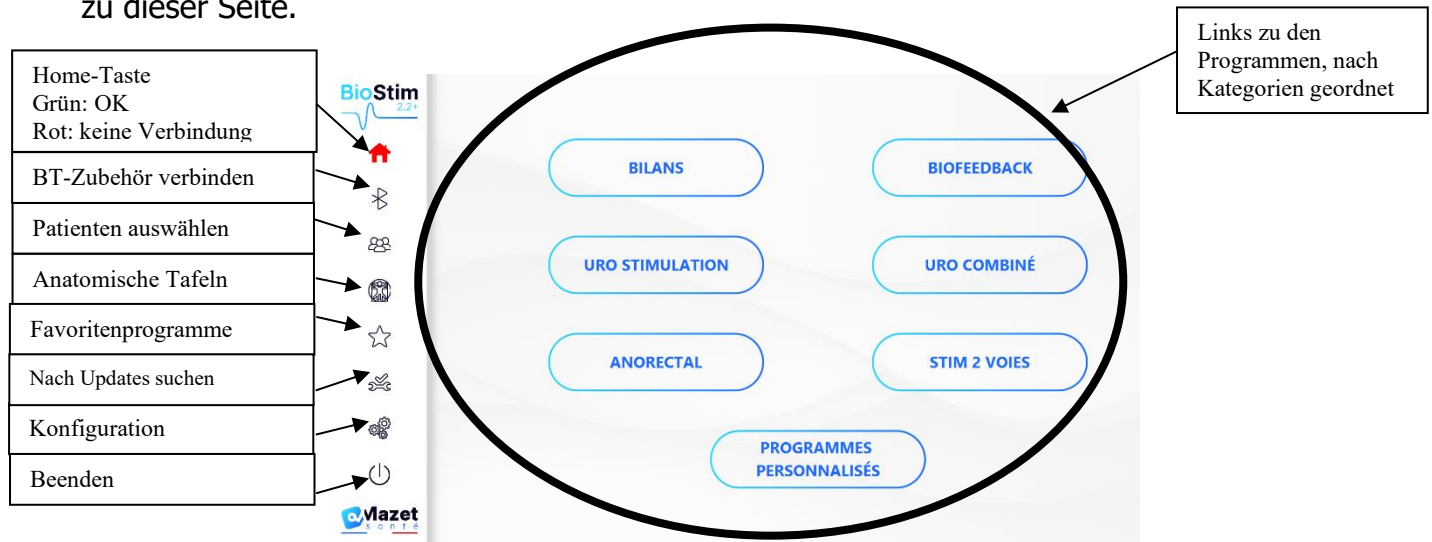 zu dieser Seite.
Links zu den
Programmen, nach
Kategorien geordnet
Home-Taste
Grün: OK
Rot: keine Verbindung
BT-Zubehör verbinden
Patienten auswählen
Anatomische Tafeln
Favoritenprogramme
Nach Updates suchen
Konfiguration
Beenden
BioStim
2.2+
BILANS
BIOFEEDBACK
URO STIMULATION
URO COMBINÉ
ANORECTAL
STIM 2 VOIES
PROGRAMMES
PERSONNALISÉS
Mazet
santé